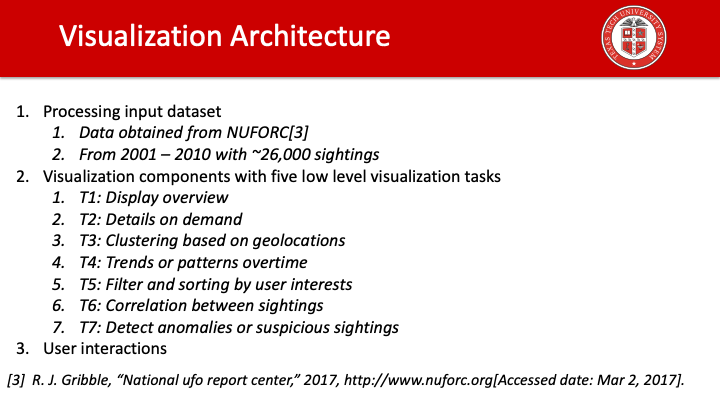 Visualization Architecture
TEXAS TECH UNIVERSITY SYSTEM
1. Processing input dataset
1. Data obtained from NUFORC[3]
2. From 2001 – 2010 with ~26,000 sightings
2. Visualization components with five low level visualization tasks
1. T1: Display overview
2. T2: Details on demand
3. T3: Clustering based on geolocations
4. T4: Trends or patterns overtime
5. T5: Filter and sorting by user interests
6. T6: Correlation between sightings
7. T7: Detect anomalies or suspicious sightings
3. User interactions
[3] R. J. Gribble, “National ufo report center,” 2017, http://www.nuforc.org[Accessed date: Mar 2, 2017].